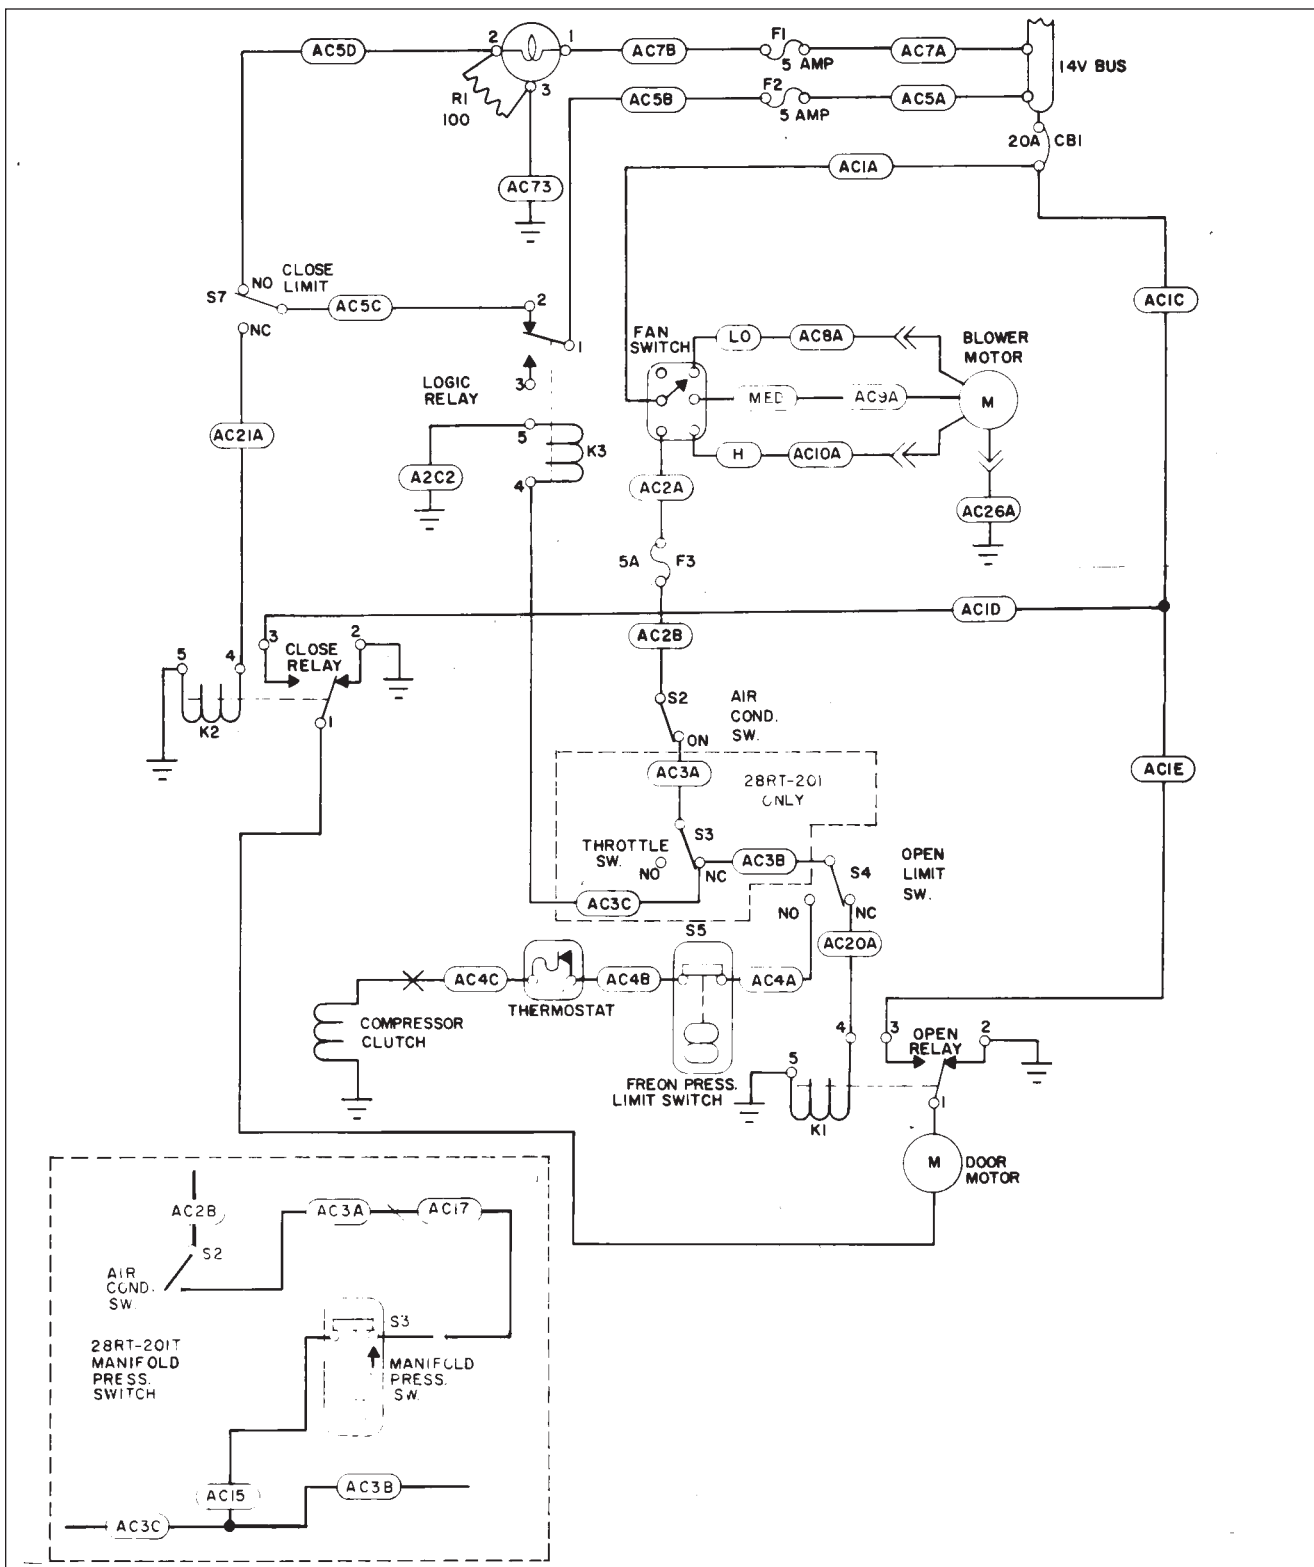 AC5D
2
1
AC7B
F1
5 AMP
AC7A
14V BUS
R1
100
3
AC5B
F2
5 AMP
AC5A
20A CB1
AC73
AC1A
S7
NO
CLOSE
LIMIT
NC
AC5C
2
1
3
LOGIC
RELAY
5
K3
4
A2C2
AC21A
FAN
SWITCH
LO
AC8A
BLOWER
MOTOR
MED
AC9A
M
H
AC10A
AC26A
AC1C
AC2A
5A
F3
AC1D
AC2B
3
CLOSE
RELAY
2
5
4
K2
1
S2
AIR
COND.
SW.
ON
AC3A
28RT-201
ONLY
AC1E
S3
THROTTLE
SW.
NO
NC
AC3B
S4
OPEN
LIMIT
SW.
AC3C
NO
NC
AC20A
S5
AC4C
AC4B
AC4A
THERMOSTAT
COMPRESSOR
CLUTCH
FREON PRESS.
LIMIT SWITCH
4
3
OPEN
RELAY
2
5
K1
1
M
DOOR
MOTOR
AC2B
AC3A
AC17
S2
AIR
COND.
SW.
S3
28RT-201T
MANIFOLD
PRESS.
SWITCH
MANIFOLD
PRESS.
SW.
AC15
AC3B
AC3C